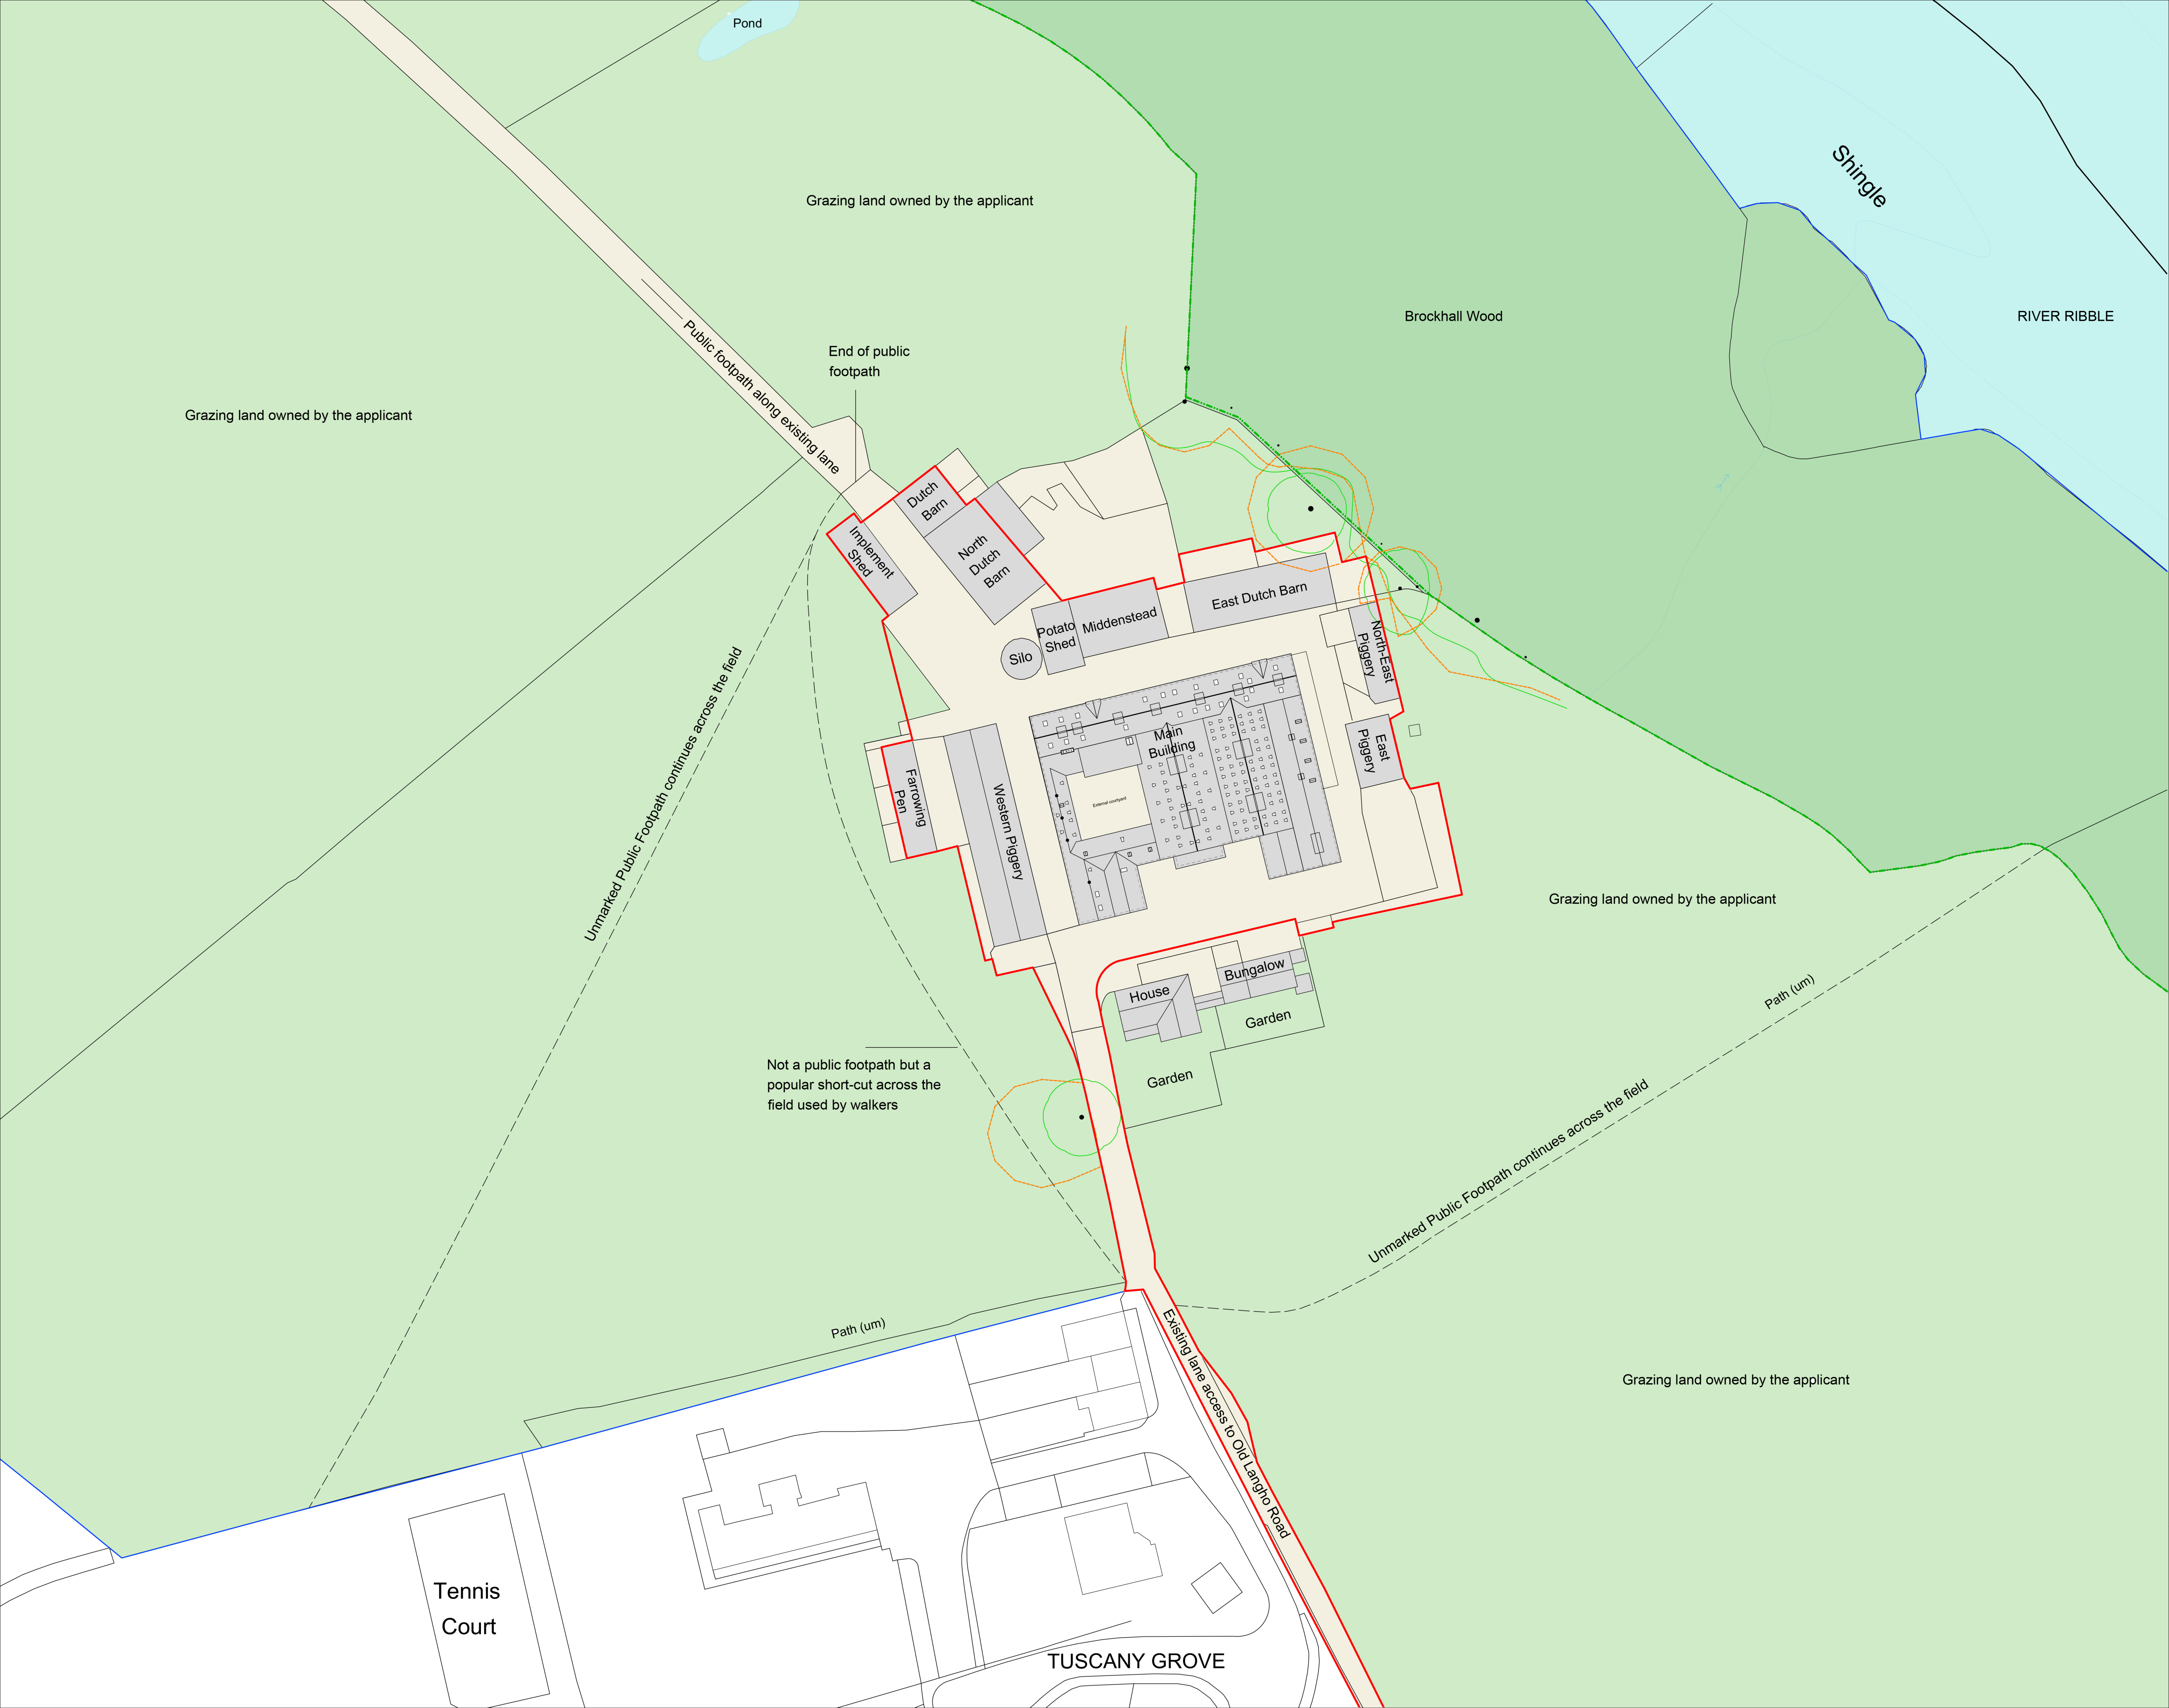 Pond
Shingle
Grazing land owned by the applicant
Brockhall Wood
RIVER RIBBLE
Public footpath along existing lane
End of public
footpath
Grazing land owned by the applicant
Dutch
Barn
Implement
Shed
North
Dutch
Barn
East Dutch Barn
Middenstead
Potato
Shed
Silo
North-East
Piggery
Main
Building
East
Piggery
Farrowing
Pen
Western Piggery
External courtyard
Unmarked Public Footpath continues across the field
Grazing land owned by the applicant
Bungalow
House
Garden
Garden
Path (um)
Not a public footpath but a
popular short-cut across the
field used by walkers
Unmarked Public Footpath continues across the field
Path (um)
Existing lane access to Old Langho Road
Grazing land owned by the applicant
Tennis
Court
TUSCANY GROVE